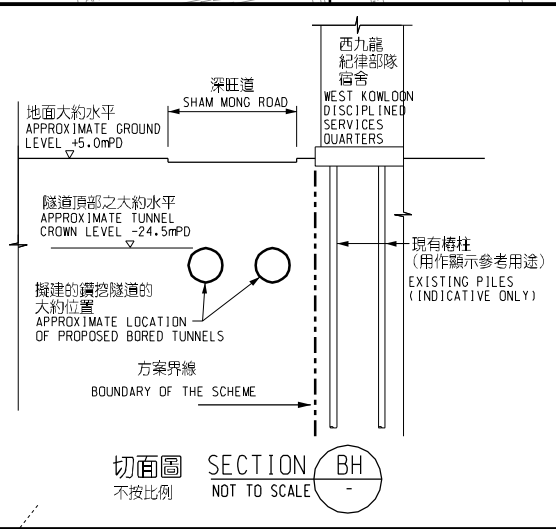 西九龍
紀律部隊
宿舍
WEST KOWLOON
DISCIPLINED
SERVICES
QUARTERS
深旺道
SHAM MONG ROAD
地面大約水平
APPROXIMATE GROUND
LEVEL +5.0mPD
隧道頂部之大約水平
APPROXIMATE TUNNEL
CROWN LEVEL -24.5mPD
現有樁柱
(用作顯示參考用途)
EXISTING PILES
(INDICATIVE ONLY)
擬建的鑽挖隧道的
大約位置
APPROXIMATE LOCATION
OF PROPOSED BORED TUNNELS
方案界線
BOUNDARY OF THE SCHEME
切面圖 SECTION BH
不按比例 NOT TO SCALE -